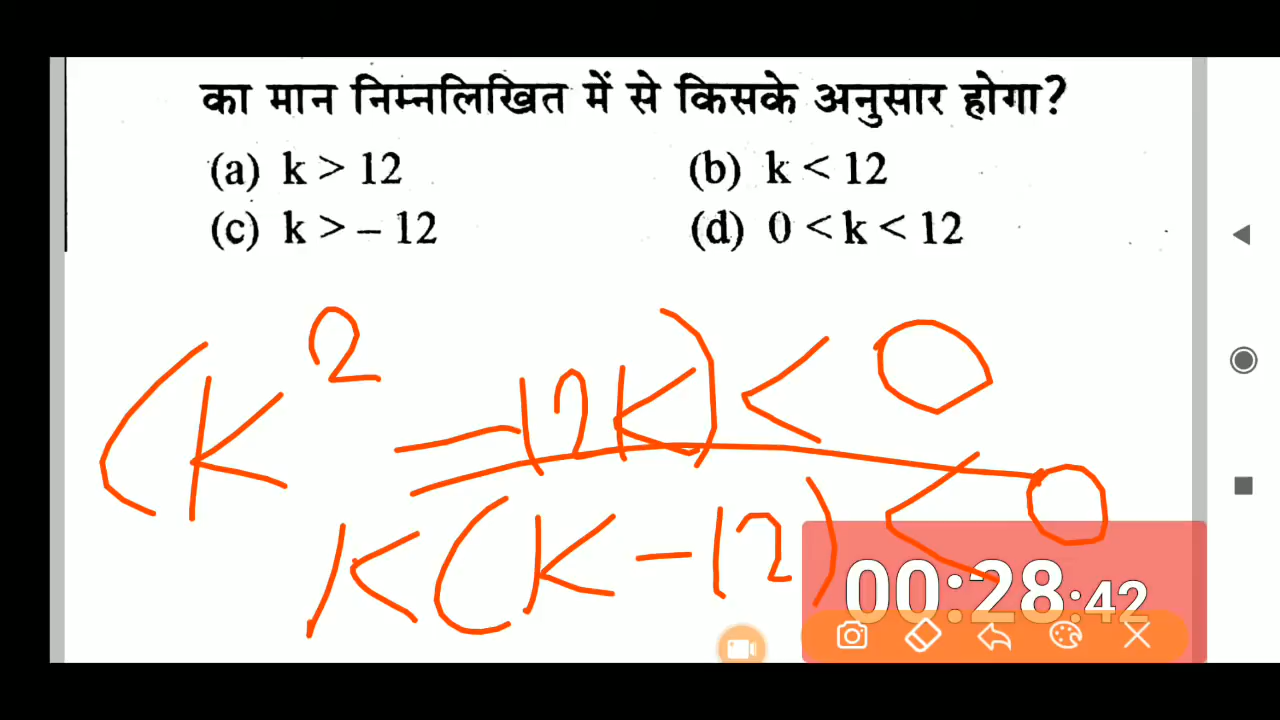 का मान निम्नलिखित में से किसके अनुसार होगा?
(a) k > 12 (b) k < 12
(c) k > – 12 (d) 0 < k < 12
(K² – 12K) < 0
K(K – 12) < 0
00:28:42